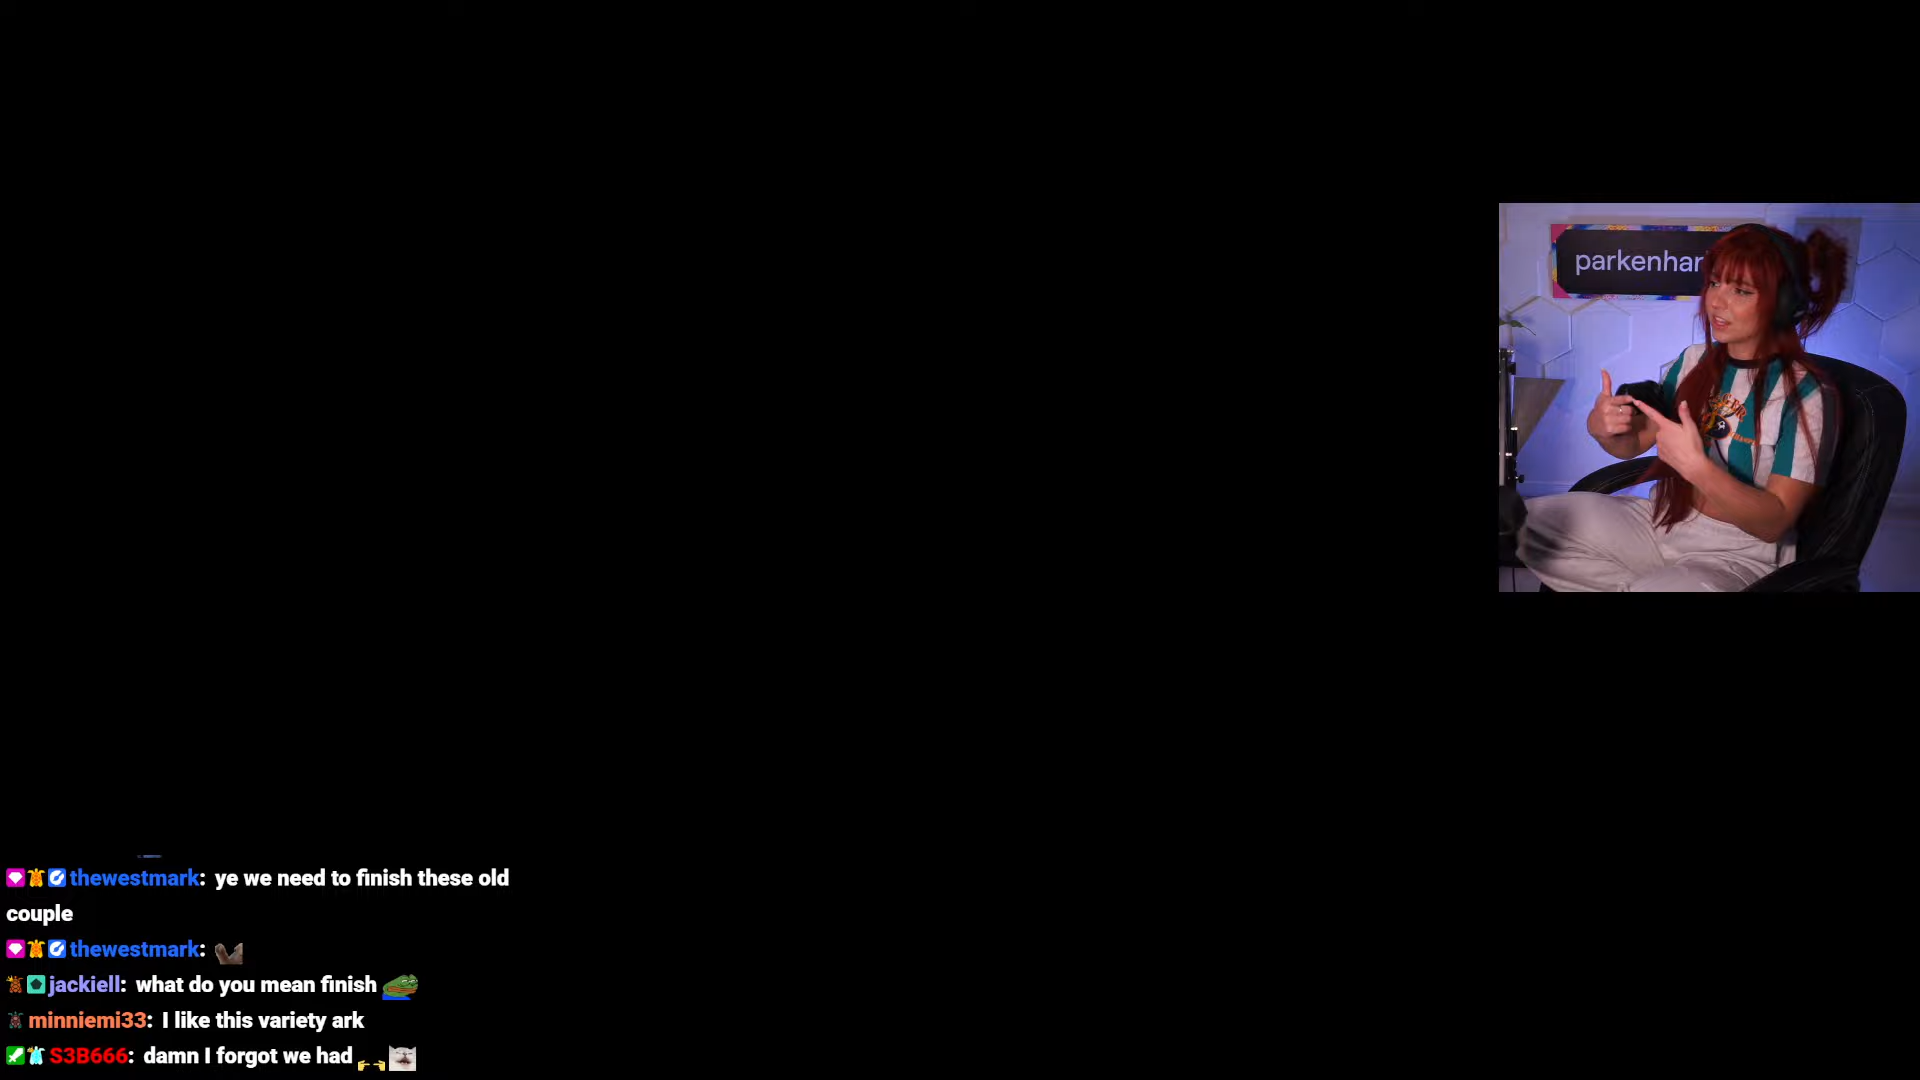 parkenhar
thewestmark: ye we need to finish these old
couple
thewestmark:
jackiell: what do you mean finish
minniemi33: I like this variety ark
S3B666: damn I forgot we had